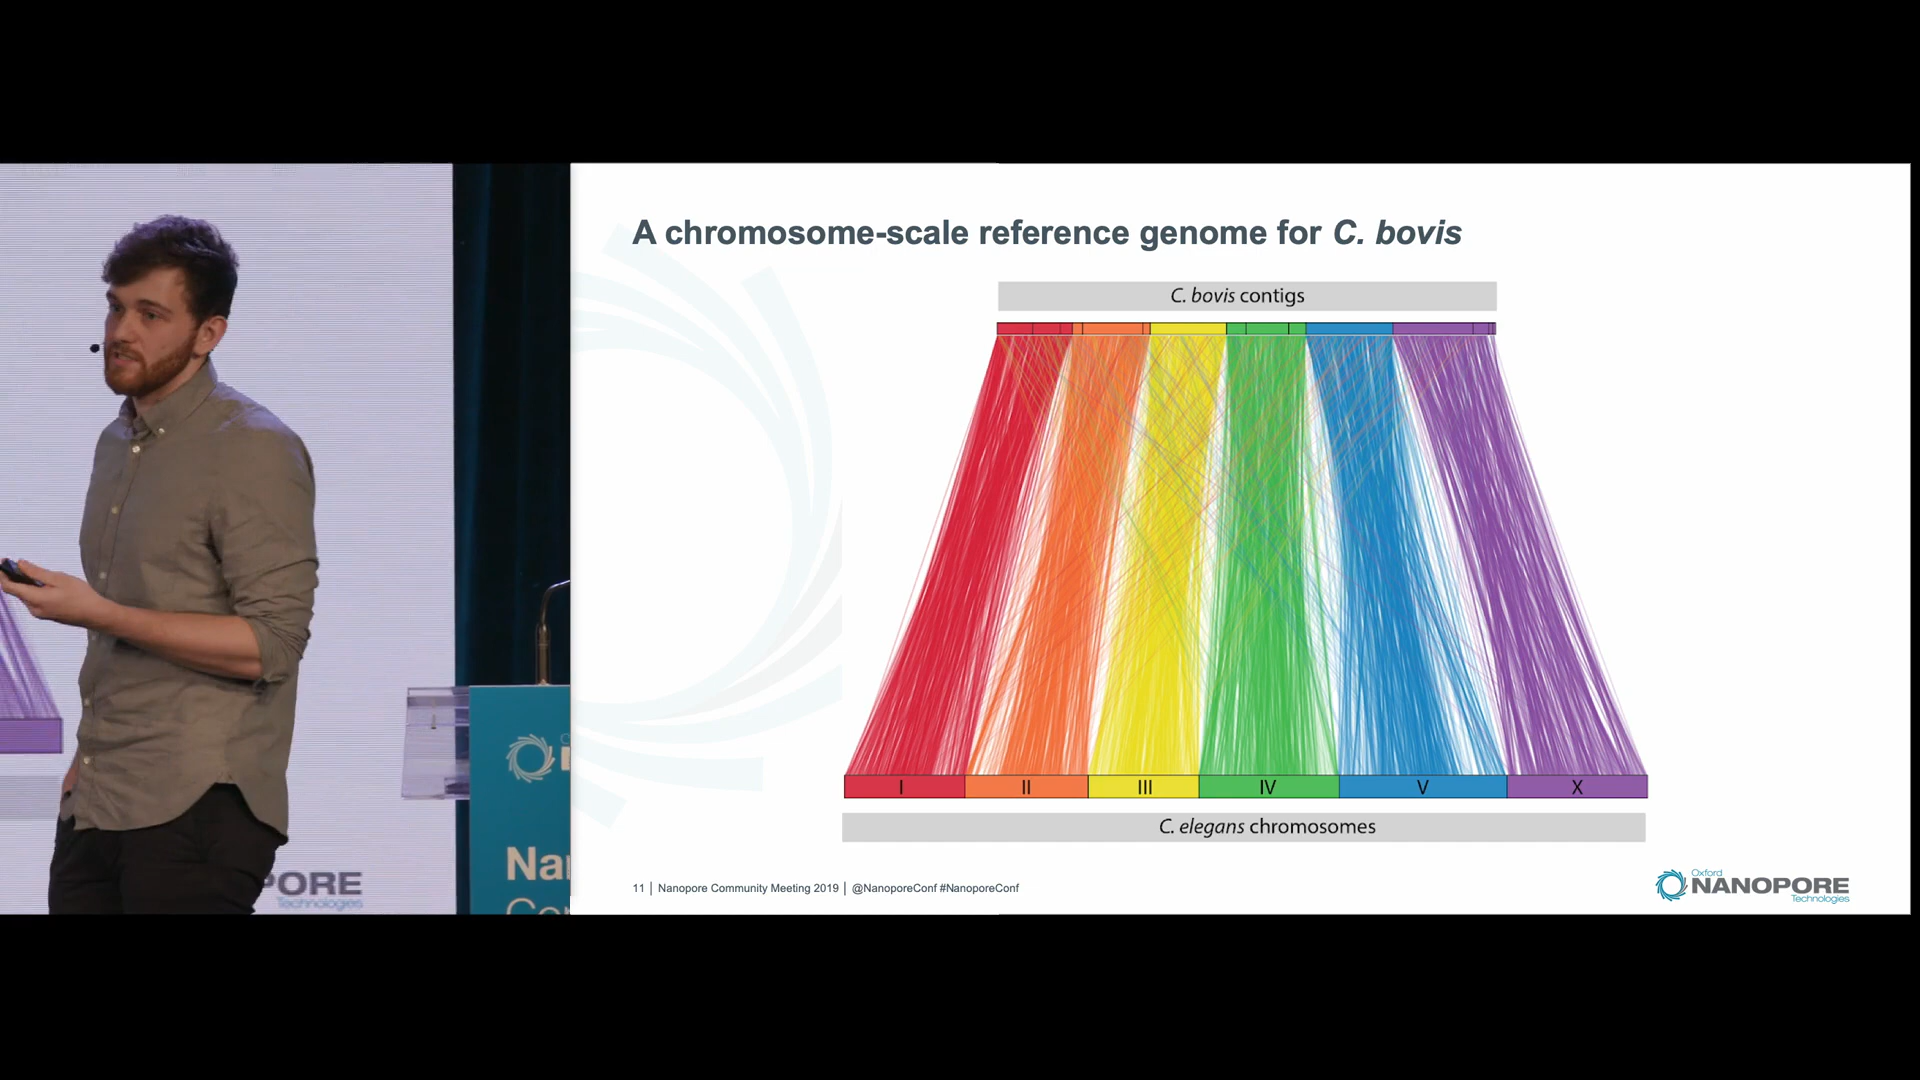 A chromosome-scale reference genome for C. bovis
C. bovis contigs
I II III IV V X
C. elegans chromosomes
11 | Nanopore Community Meeting 2019 | @NanoporeConf #NanoporeConf
Oxford
NANOPORE
Technologies
PORE
Technologies
Na